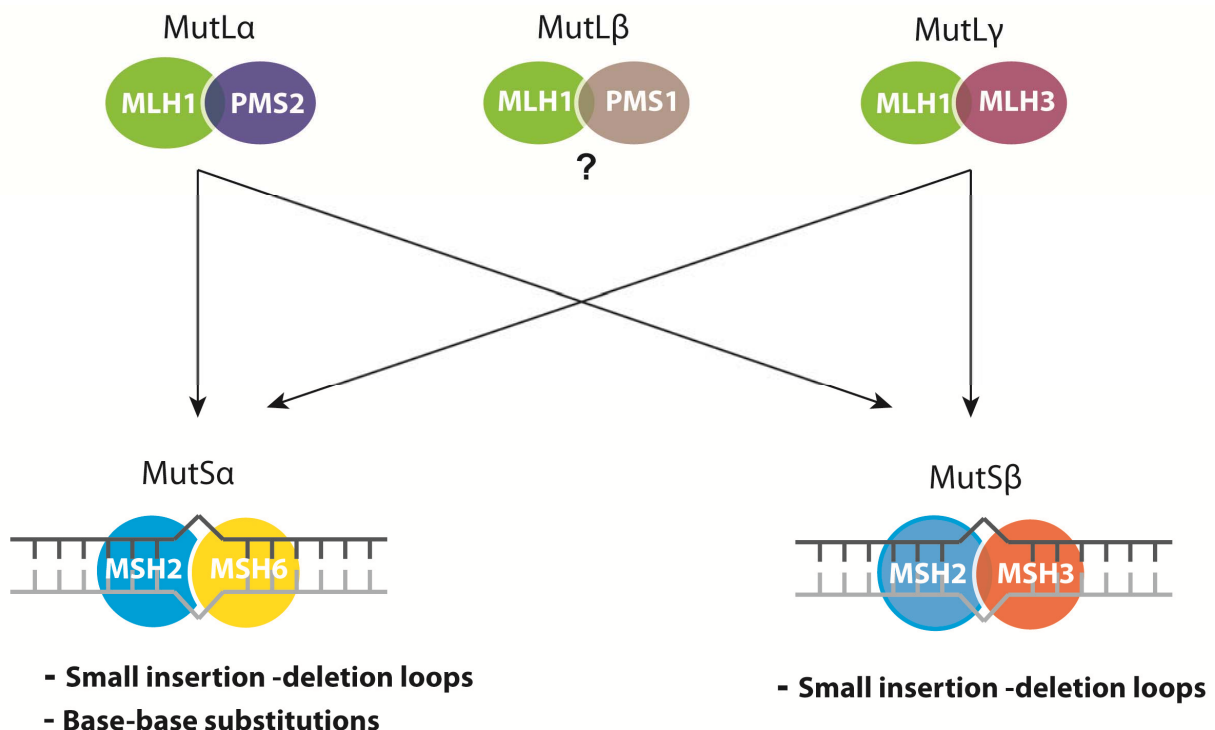 MutLα MutLβ MutLγ
MLH1 PMS2 MLH1 PMS1 MLH1 MLH3
?
MutSα MutSβ
MSH2 MSH6 MSH2 MSH3
- Small insertion -deletion loops - Small insertion -deletion loops
- Base-base substitutions